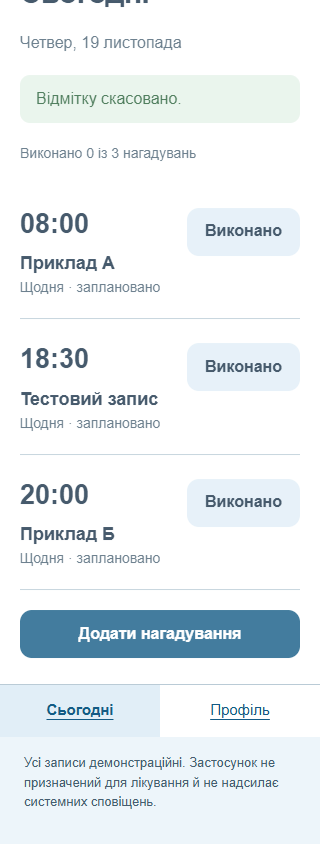 Сьогодні
Четвер, 19 листопада
Відмітку скасовано.
Виконано 0 із 3 нагадувань
08:00
Виконано
Приклад А
Щодня · заплановано
18:30
Виконано
Тестовий запис
Щодня · заплановано
20:00
Виконано
Приклад Б
Щодня · заплановано
Додати нагадування
Сьогодні
Профіль
Усі записи демонстраційні. Застосунок не
призначений для лікування й не надсилає
системних сповіщень.